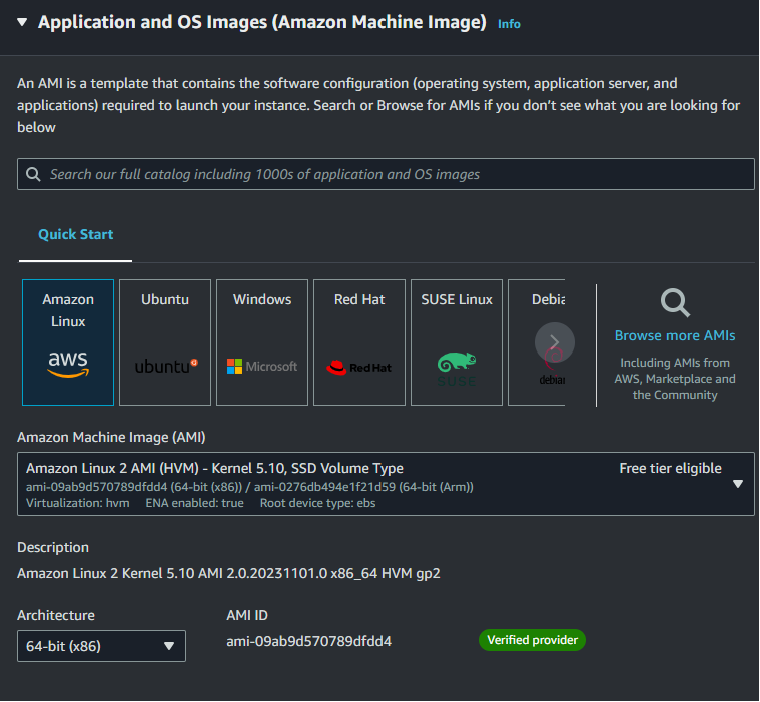 Application and OS Images (Amazon Machine Image) Info
An AMI is a template that contains the software configuration (operating system, application server, and
applications) required to launch your instance. Search or Browse for AMIs if you don't see what you are looking for
below
Search our full catalog including 1000s of application and OS images
Quick Start
Amazon
Linux
aws
Ubuntu
ubuntu
Windows
Microsoft
Red Hat
Red Hat
SUSE Linux
SUSE
Debia
debian
Browse more AMIs
Including AMIs from
AWS, Marketplace and
the Community
Amazon Machine Image (AMI)
Amazon Linux 2 AMI (HVM) - Kernel 5.10, SSD Volume Type Free tier eligible
ami-09ab9d570789dfdd4 (64-bit (x86)) / ami-0276db494e1f21d59 (64-bit (Arm))
Virtualization: hvm ENA enabled: true Root device type: ebs
Description
Amazon Linux 2 Kernel 5.10 AMI 2.0.20231101.0 x86_64 HVM gp2
Architecture AMI ID
64-bit (x86) ami-09ab9d570789dfdd4 Verified provider